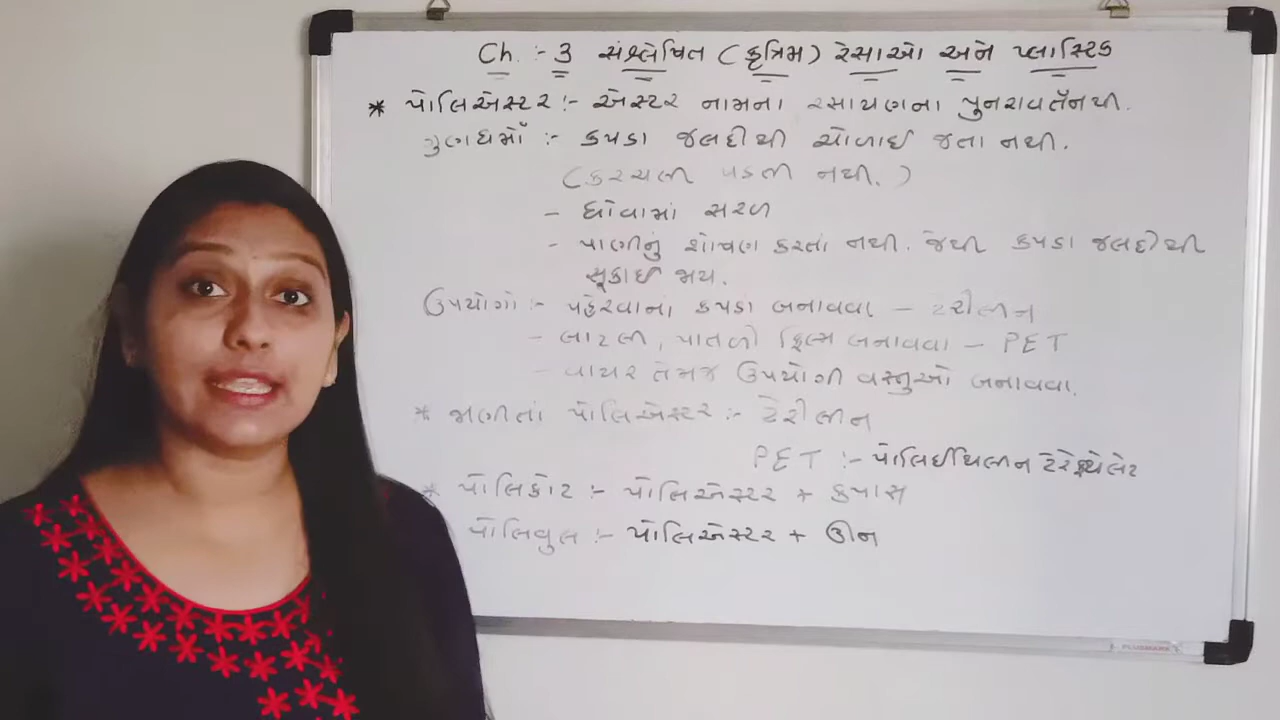 Ch. :- 3 સંશ્લેષિત (કૃત્રિમ) રેસાઓ અને પ્લાસ્ટિક
* પોલિએસ્ટર :- એસ્ટર નામના રસાયણના પુનરાવર્તનથી.
ગુણધર્મો :- કપડા જલદીથી ચોળાઈ જતા નથી.
(કરચલી પડતી નથી.)
- ધોવામાં સરળ
- પાણીનું શોષણ કરતા નથી. જેથી કપડા જલદીથી
સૂકાઈ જાય.
ઉપયોગો :- પહેરવાનાં કપડા બનાવવા - ટેરીલીન
- બાટલી, પાતળી ફિલ્મ બનાવવા - PET
- વાયર તેમજ ઉપયોગી વસ્તુઓ બનાવવા.
* જાણીતાં પોલિએસ્ટર :- ટેરીલીન
PET :- પોલિઈથિલીન ટેરેફ્થેલેટ
* પોલિકોટ :- પોલિએસ્ટર + કપાસ
પોલિવુલ :- પોલિએસ્ટર + ઊન
PLUSMARK